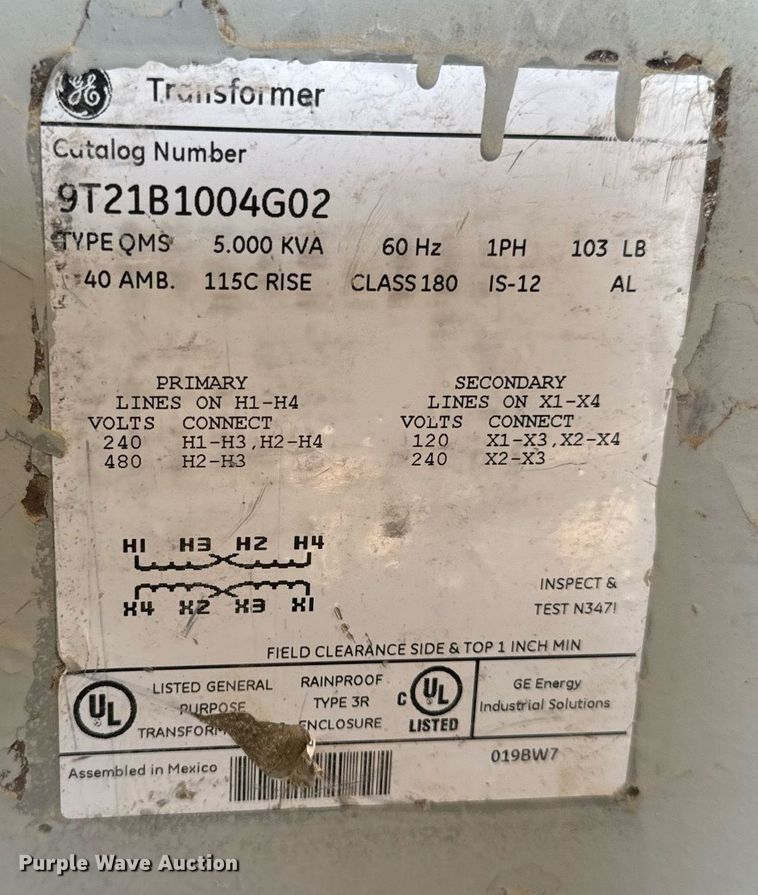 GE Transformer
Catalog Number
9T21B1004G02
TYPE QMS 5.000 KVA 60 Hz 1PH 103 LB
40 AMB. 115C RISE CLASS 180 IS-12 AL
PRIMARY
LINES ON H1-H4
VOLTS CONNECT
240 H1-H3,H2-H4
480 H2-H3
SECONDARY
LINES ON X1-X4
VOLTS CONNECT
120 X1-X3,X2-X4
240 X2-X3
H1 H3 H2 H4
X4 X2 X3 X1
INSPECT &
TEST N3471
FIELD CLEARANCE SIDE & TOP 1 INCH MIN
UL
LISTED GENERAL
PURPOSE
RAINPROOF
TYPE 3R
ENCLOSURE
C UL
LISTED
GE Energy
Industrial Solutions
Assembled in Mexico
019BW7
Purple Wave Auction